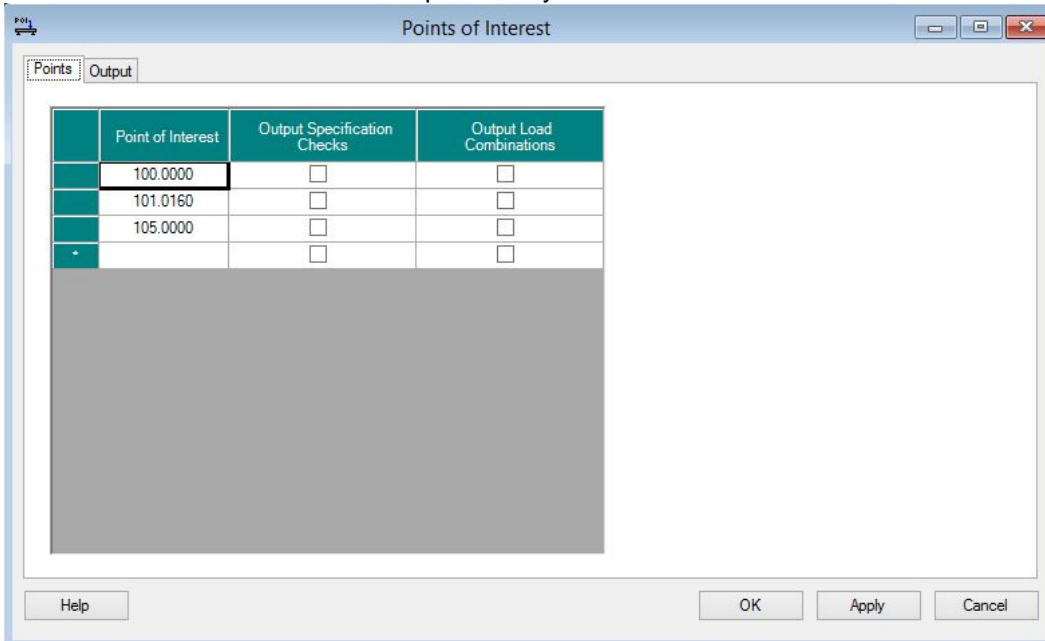 POI
Points of Interest
Points Output
Point of Interest Output Specification Checks Output Load Combinations
100.0000
101.0160
105.0000
*
Help OK Apply Cancel